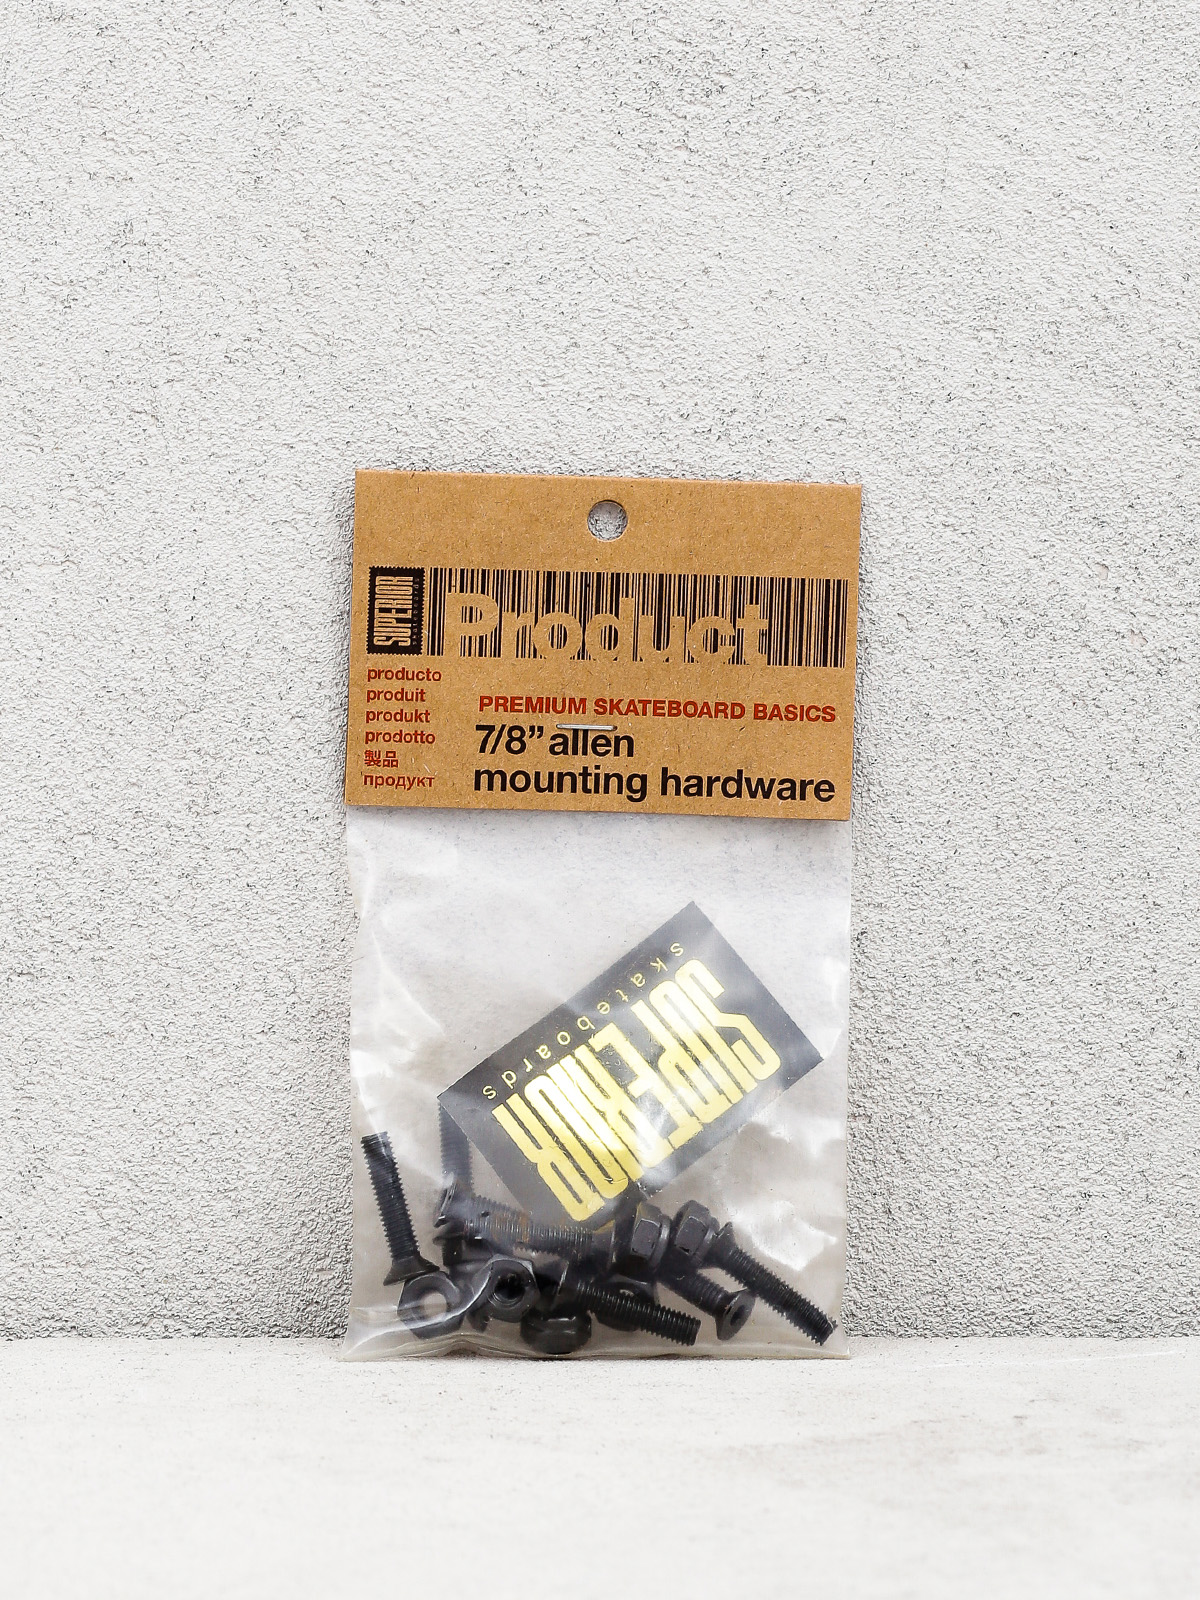 SUPERIOR
skateboards
Product
producto
produit
produkt
prodotto
製品
продукт
PREMIUM SKATEBOARD BASICS
7/8” allen
mounting hardware
skateboards
SUPERIOR